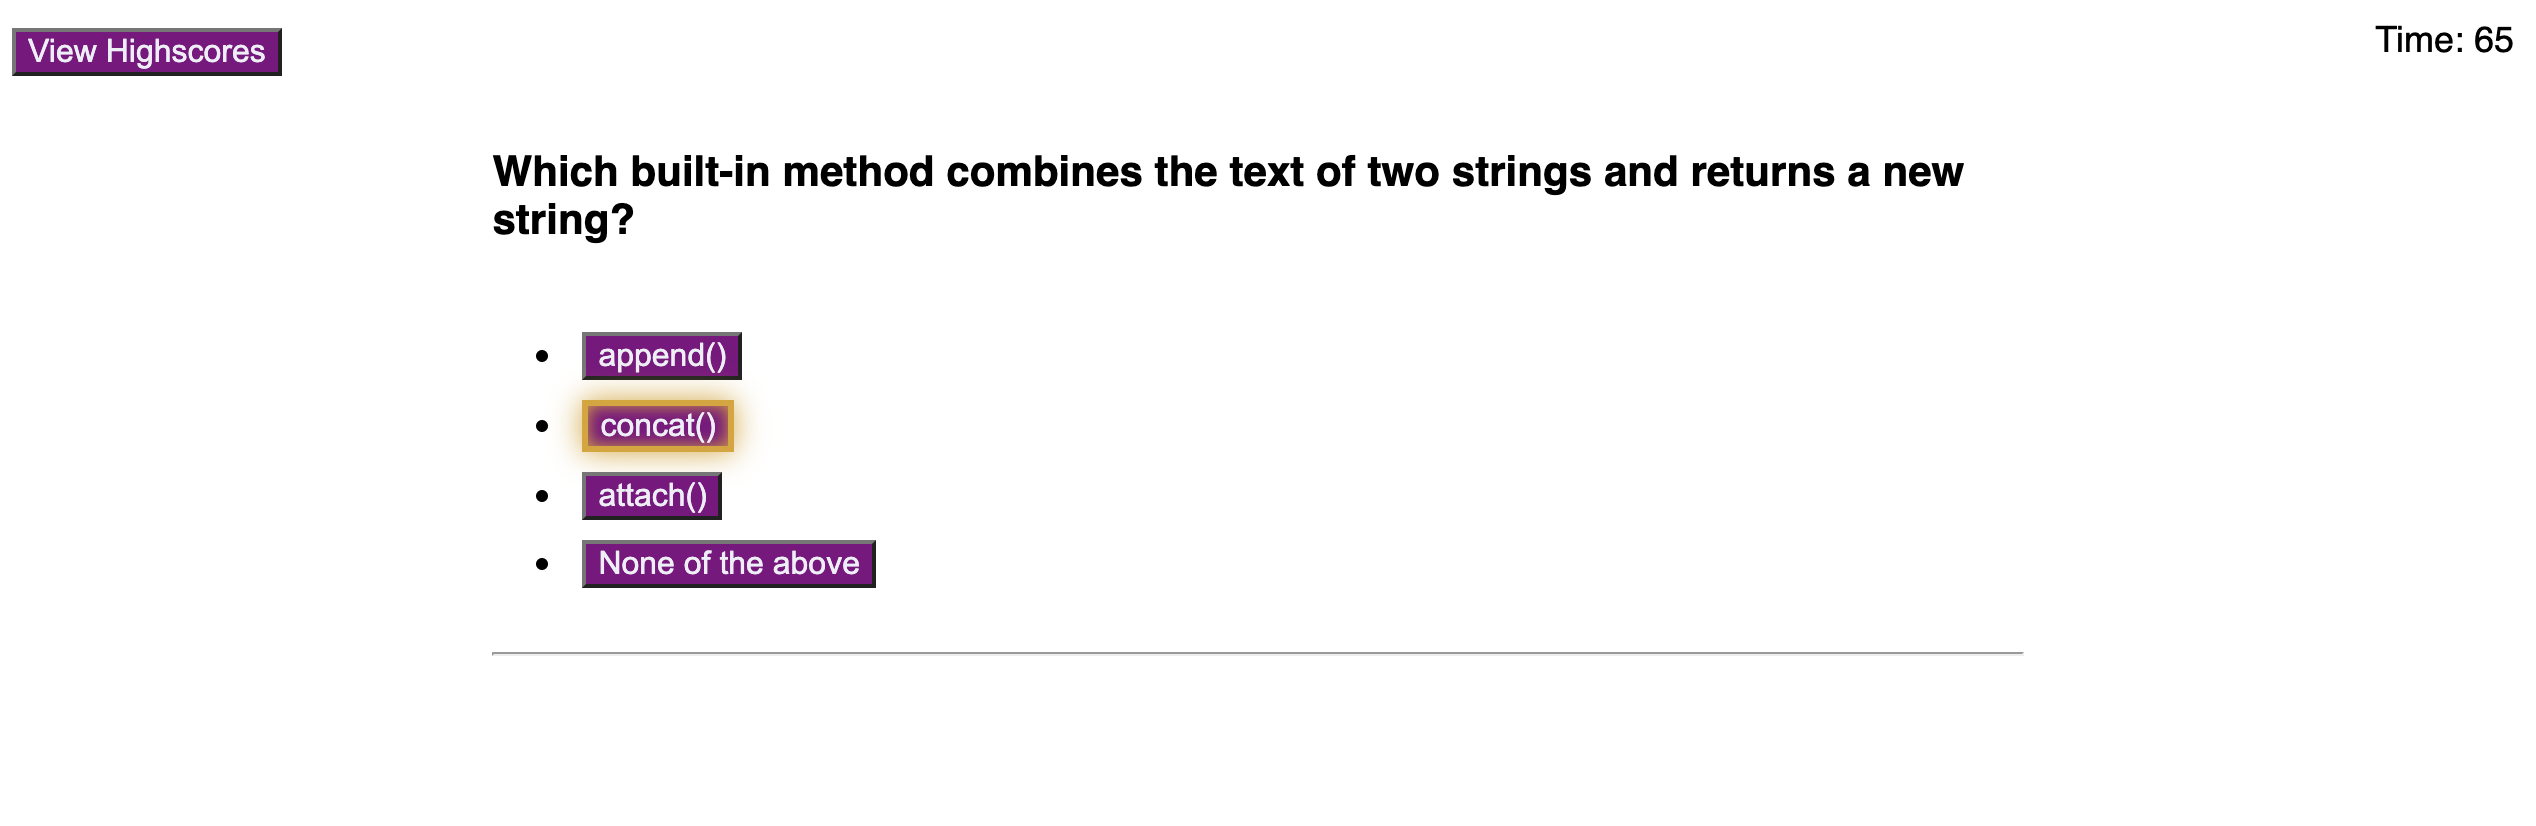 View Highscores
Time: 65
Which built-in method combines the text of two strings and returns a new
string?
append()
concat()
attach()
None of the above